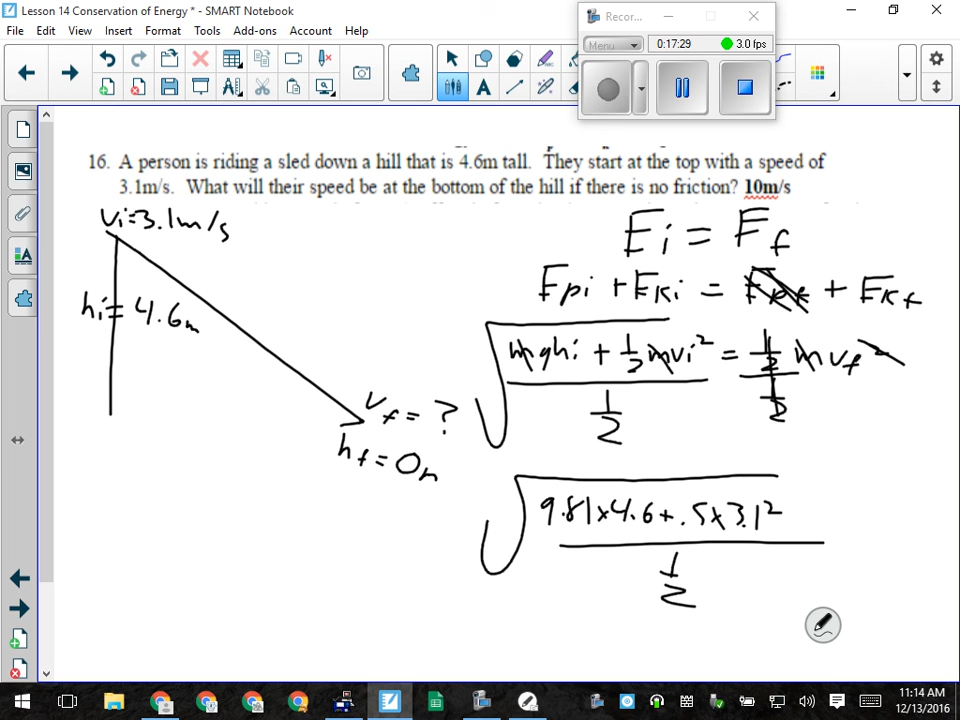 Lesson 14 Conservation of Energy * - SMART Notebook
Recor...
File Edit View Insert Format Tools Add-ons Account Help
Menu 0:17:29 3.0 fps
16. A person is riding a sled down a hill that is 4.6m tall. They start at the top with a speed of
3.1m/s. What will their speed be at the bottom of the hill if there is no friction? 10m/s
vi=3.1m/s
Ei = Ef
Epi + Eki = Epf + Ekf
hi= 4.6m
√ mghi + 1/2 mvi² = 1/2 mvf²
1/2 1/2
vf = ?
hf = 0m
√ 9.81x4.6+.5x3.1²
1/2
11:14 AM
12/13/2016